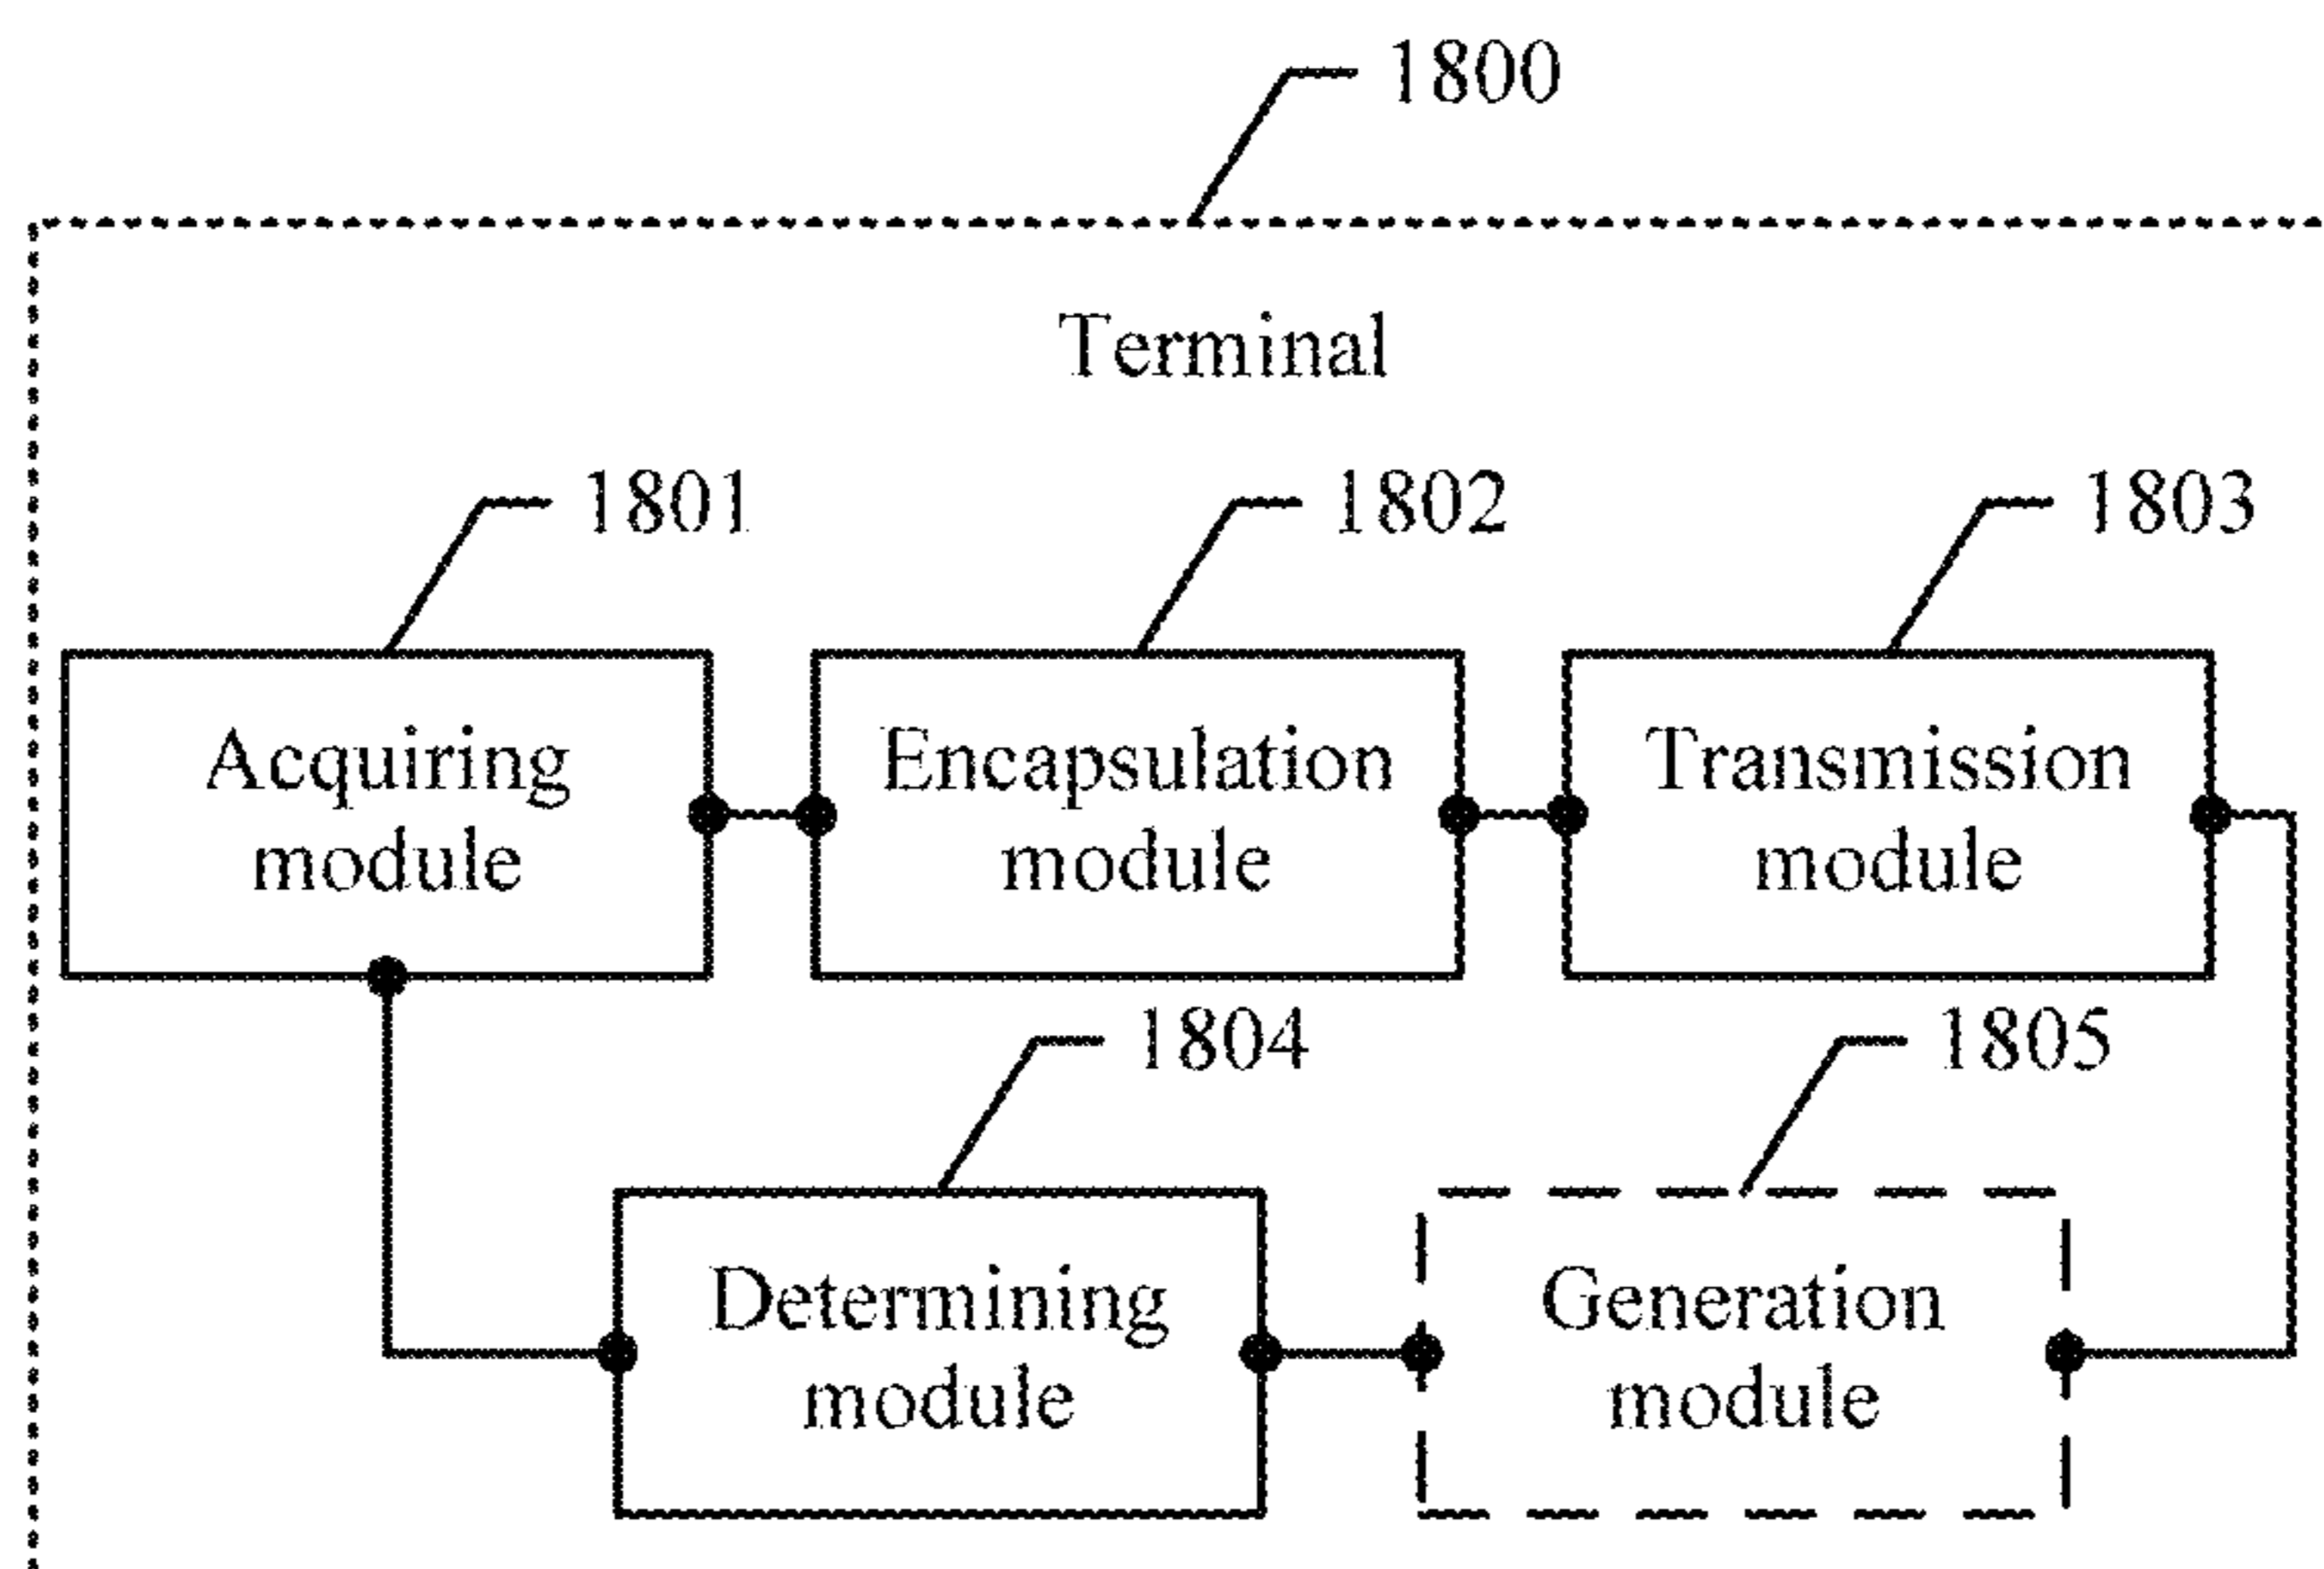 1800
Terminal
1801
1802
1803
Acquiring
module
Encapsulation
module
Transmission
module
1804
1805
Determining
module
Generation
module